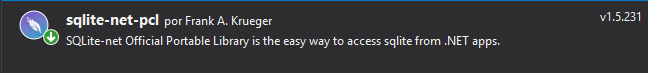 sqlite-net-pcl por Frank A. Krueger v1.5.231
SQLite-net Official Portable Library is the easy way to access sqlite from .NET apps.